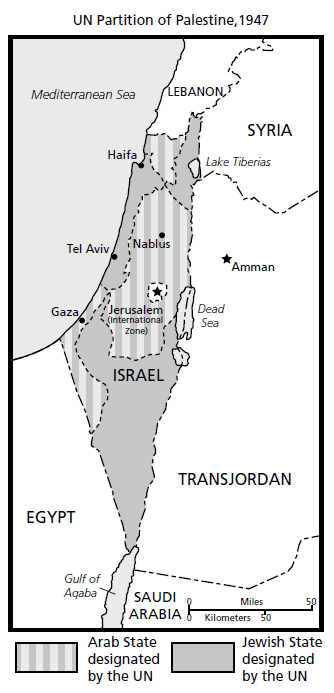 UN Partition of Palestine,1947
Mediterranean Sea
LEBANON
SYRIA
Haifa
Lake Tiberias
Nablus
Tel Aviv
Amman
Gaza
Jerusalem
(International
Zone)
Dead
Sea
ISRAEL
TRANSJORDAN
EGYPT
Gulf of
Aqaba
SAUDI
ARABIA
0 Miles 50
0 Kilometers 50
Arab State
designated
by the UN
Jewish State
designated
by the UN